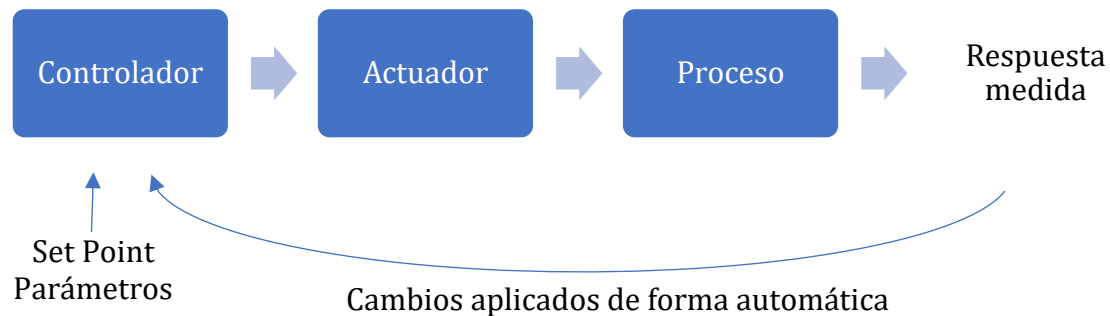 Controlador
Actuador
Proceso
Respuesta
medida
Set Point
Parámetros
Cambios aplicados de forma automática